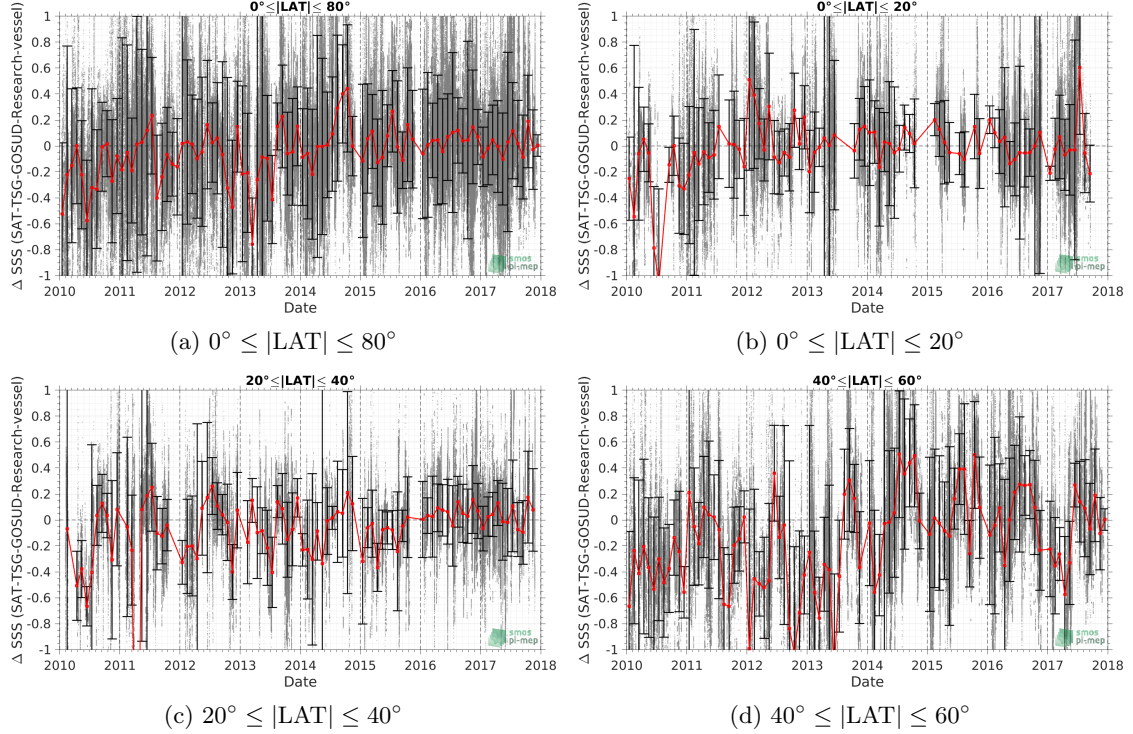 0°≤|LAT|≤ 80°
Δ SSS (SAT-TSG-GOSUD-Research-vessel)
1
0.8
0.6
0.4
0.2
0
-0.2
-0.4
-0.6
-0.8
-1
2010 2011 2012 2013 2014 2015 2016 2017 2018
Date
smos
pi-mep
(a) 0° ≤ |LAT| ≤ 80°
0°≤|LAT|≤ 20°
Δ SSS (SAT-TSG-GOSUD-Research-vessel)
1
0.8
0.6
0.4
0.2
0
-0.2
-0.4
-0.6
-0.8
-1
2010 2011 2012 2013 2014 2015 2016 2017 2018
Date
smos
pi-mep
(b) 0° ≤ |LAT| ≤ 20°
20°≤|LAT|≤ 40°
Δ SSS (SAT-TSG-GOSUD-Research-vessel)
1
0.8
0.6
0.4
0.2
0
-0.2
-0.4
-0.6
-0.8
-1
2010 2011 2012 2013 2014 2015 2016 2017 2018
Date
smos
pi-mep
(c) 20° ≤ |LAT| ≤ 40°
40°≤|LAT|≤ 60°
Δ SSS (SAT-TSG-GOSUD-Research-vessel)
1
0.8
0.6
0.4
0.2
0
-0.2
-0.4
-0.6
-0.8
-1
2010 2011 2012 2013 2014 2015 2016 2017 2018
Date
smos
pi-mep
(d) 40° ≤ |LAT| ≤ 60°